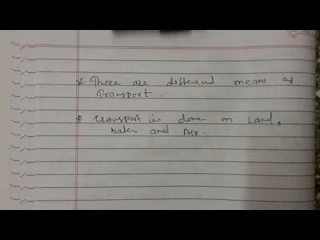 * There are different means of
Transport.
* transport is done on Land,
water and Air.